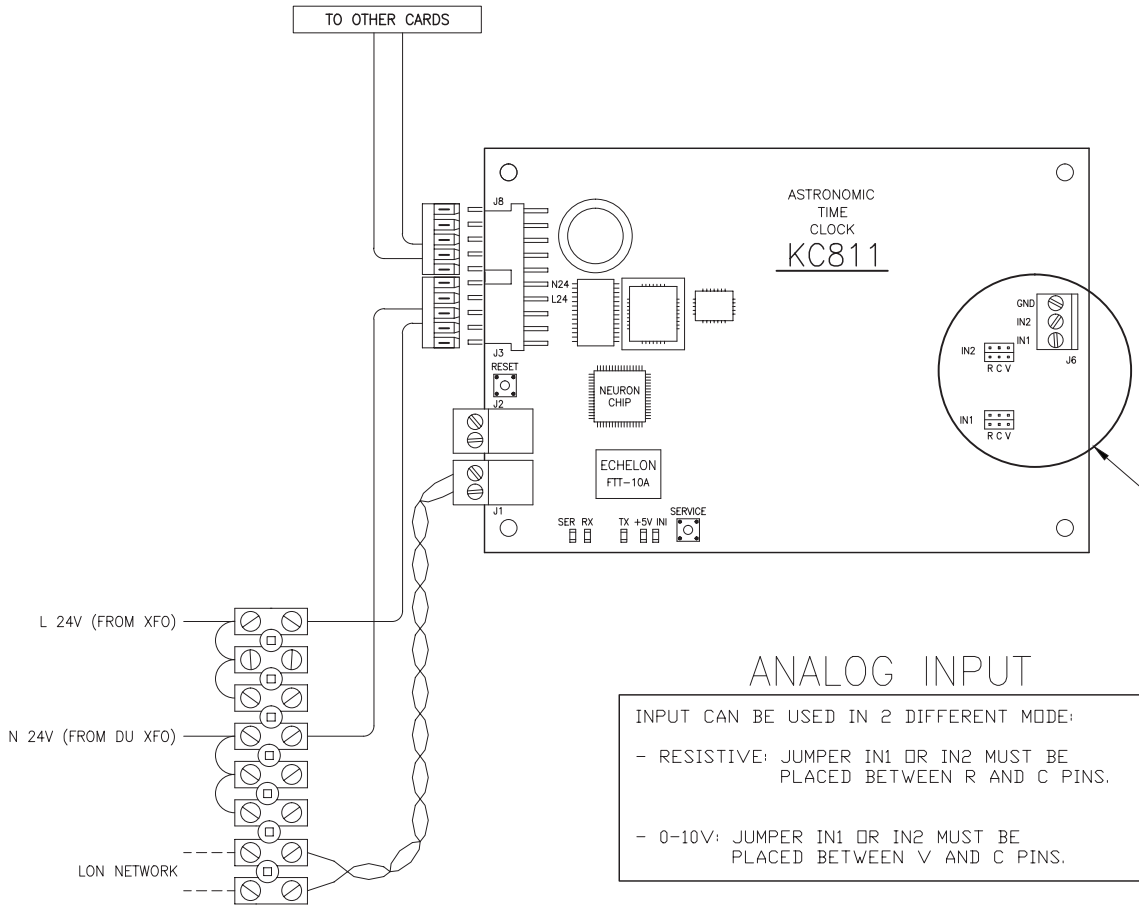 TO OTHER CARDS
ASTRONOMIC
TIME
CLOCK
KC811
J8
N24
L24
J3
RESET
J2
NEURON
CHIP
GND
IN2
IN1
J6
IN2
R C V
IN1
R C V
ECHELON
FTT-10A
J1
SER RX
TX +5V INI
SERVICE
L 24V (FROM XFO)
N 24V (FROM DU XFO)
LON NETWORK
ANALOG INPUT
INPUT CAN BE USED IN 2 DIFFERENT MODE:
- RESISTIVE: JUMPER IN1 OR IN2 MUST BE
PLACED BETWEEN R AND C PINS.
- 0-10V: JUMPER IN1 OR IN2 MUST BE
PLACED BETWEEN V AND C PINS.